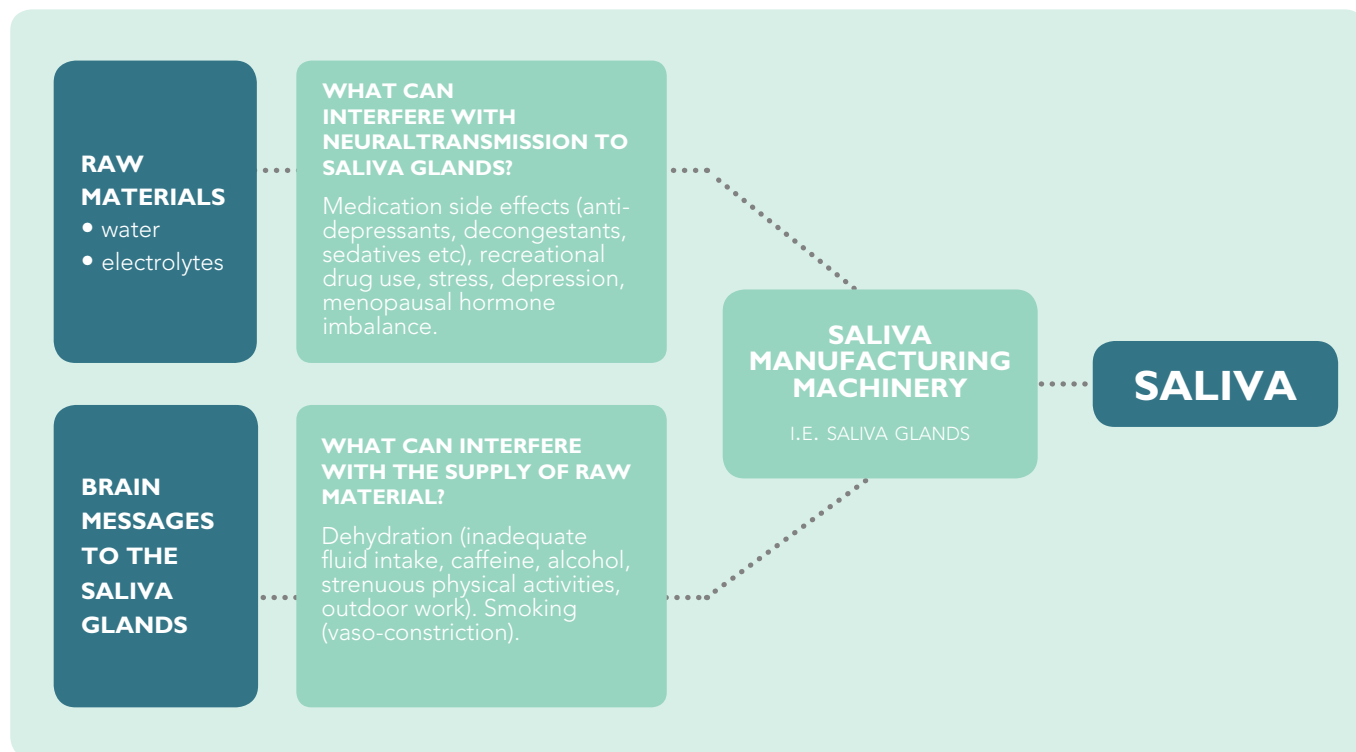 RAW
MATERIALS
• water
• electrolytes
WHAT CAN
INTERFERE WITH
NEURALTRANSMISSION TO
SALIVA GLANDS?
Medication side effects (anti-
depressants, decongestants,
sedatives etc), recreational
drug use, stress, depression,
menopausal hormone
imbalance.
BRAIN
MESSAGES
TO THE
SALIVA
GLANDS
WHAT CAN INTERFERE
WITH THE SUPPLY OF RAW
MATERIAL?
Dehydration (inadequate
fluid intake, caffeine, alcohol,
strenuous physical activities,
outdoor work). Smoking
(vaso-constriction).
SALIVA
MANUFACTURING
MACHINERY
I.E. SALIVA GLANDS
SALIVA